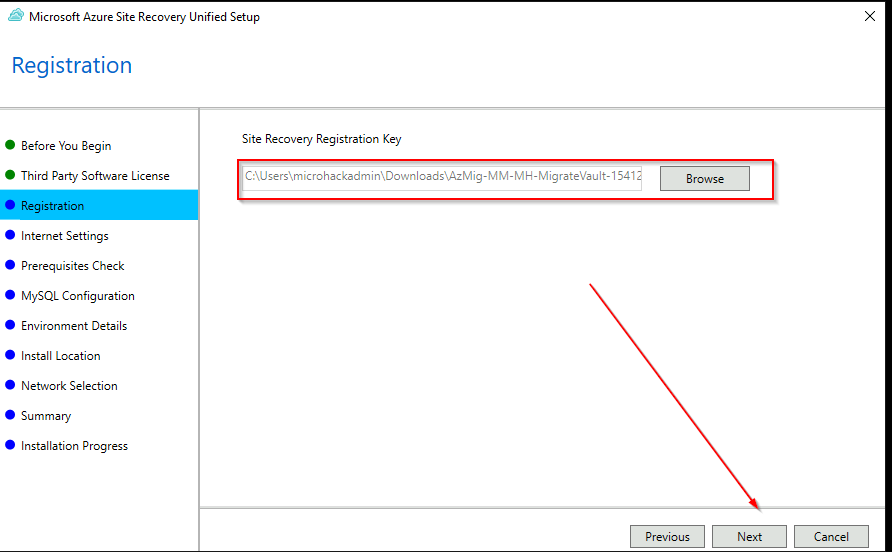 Microsoft Azure Site Recovery Unified Setup
Registration
Before You Begin
Third Party Software License
Registration
Internet Settings
Prerequisites Check
MySQL Configuration
Environment Details
Install Location
Network Selection
Summary
Installation Progress
Site Recovery Registration Key
C:\Users\microhackadmin\Downloads\AzMig-MM-MH-MigrateVault-15412
Browse
Previous
Next
Cancel